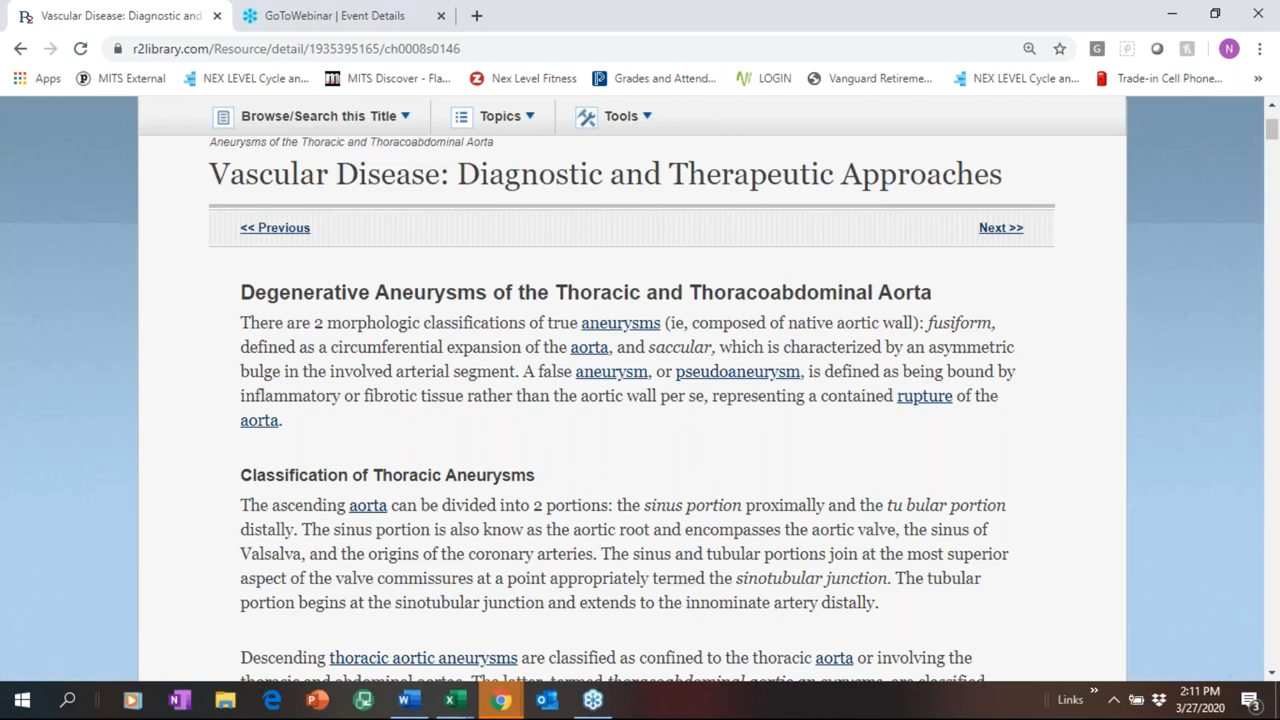 Vascular Disease: Diagnostic and
GoToWebinar | Event Details
r2library.com/Resource/detail/1935395165/ch0008s0146
N
Apps
MITS External
NEX LEVEL Cycle an...
MITS Discover - Fla...
Nex Level Fitness
Grades and Attend...
LOGIN
Vanguard Retireme...
NEX LEVEL Cycle an...
Trade-in Cell Phone...
»
Browse/Search this Title
Topics
Tools
Aneurysms of the Thoracic and Thoracoabdominal Aorta
Vascular Disease: Diagnostic and Therapeutic Approaches
<< Previous
Next >>
Degenerative Aneurysms of the Thoracic and Thoracoabdominal Aorta
There are 2 morphologic classifications of true aneurysms (ie, composed of native aortic wall): fusiform,
defined as a circumferential expansion of the aorta, and saccular, which is characterized by an asymmetric
bulge in the involved arterial segment. A false aneurysm, or pseudoaneurysm, is defined as being bound by
inflammatory or fibrotic tissue rather than the aortic wall per se, representing a contained rupture of the
aorta.
Classification of Thoracic Aneurysms
The ascending aorta can be divided into 2 portions: the sinus portion proximally and the tu bular portion
distally. The sinus portion is also know as the aortic root and encompasses the aortic valve, the sinus of
Valsalva, and the origins of the coronary arteries. The sinus and tubular portions join at the most superior
aspect of the valve commissures at a point appropriately termed the sinotubular junction. The tubular
portion begins at the sinotubular junction and extends to the innominate artery distally.
Descending thoracic aortic aneurysms are classified as confined to the thoracic aorta or involving the
Links
»
2:11 PM
3/27/2020
3